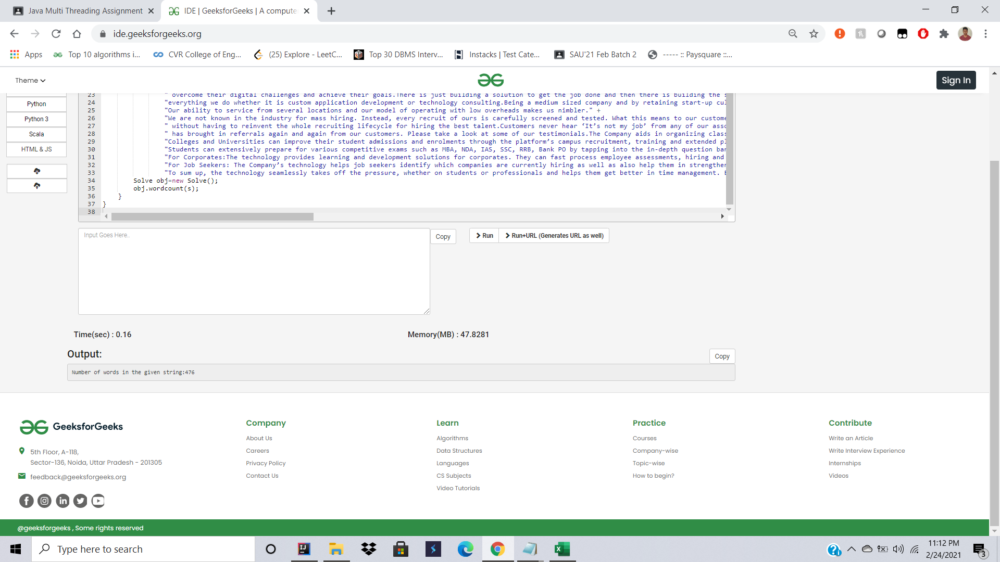 Java Multi Threading Assignment
IDE | GeeksforGeeks | A compute
ide.geeksforgeeks.org
Apps
Top 10 algorithms i...
CVR College of Eng...
(25) Explore - LeetC...
Top 30 DBMS Interv...
Instacks | Test Cate...
SAU'21 Feb Batch 2
----- :: Paysquare ::...
Theme
Sign In
Python
Python 3
Scala
HTML & JS
23 " overcome their digital challenges and achieve their goals.There is just building a solution to get the job done and then there is building the s
24 "everything we do whether it is custom application development or technology consulting.Being a medium sized company and by retaining start-up cul
25 "Our ability to service from several locations and our model of operating with low overheads makes us nimbler." +
26 "We are not known in the industry for mass hiring. Instead, every recruit of ours is carefully screened and tested. What this means to our custome
27 " without having to reinvent the whole recruiting lifecycle for hiring the best talent.Customers never hear ‘It’s not my job’ from any of our asso
28 " has brought in referrals again and again from our customers. Please take a look at some of our testimonials.The Company aids in organizing class
29 "Colleges and Universities can improve their student admissions and enrolments through the platform’s campus recruitment, training and extended pl
30 "Students can extensively prepare for various competitive exams such as MBA, NDA, IAS, SSC, RRB, Bank PO by tapping into the in-depth question ban
31 "For Corporates:The technology provides learning and development solutions for corporates. They can fast process employee assessments, hiring and
32 "For Job Seekers: The Company’s technology helps job seekers identify which companies are currently hiring as well as also help them in strengthen
33 "To sum up, the technology seamlessly takes off the pressure, whether on students or professionals and helps them get better in time management. E
34 Solve obj=new Solve();
35 obj.wordcount(s);
36 }
37 }
38
Input Goes Here..
Copy
Run
Run+URL (Generates URL as well)
Time(sec) : 0.16
Memory(MB) : 47.8281
Output:
Copy
Number of words in the given string:476
GeeksforGeeks
5th Floor, A-118,
Sector-136, Noida, Uttar Pradesh - 201305
feedback@geeksforgeeks.org
Company
About Us
Careers
Privacy Policy
Contact Us
Learn
Algorithms
Data Structures
Languages
CS Subjects
Video Tutorials
Practice
Courses
Company-wise
Topic-wise
How to begin?
Contribute
Write an Article
Write Interview Experience
Internships
Videos
@geeksforgeeks , Some rights reserved
Type here to search
11:12 PM
2/24/2021
3